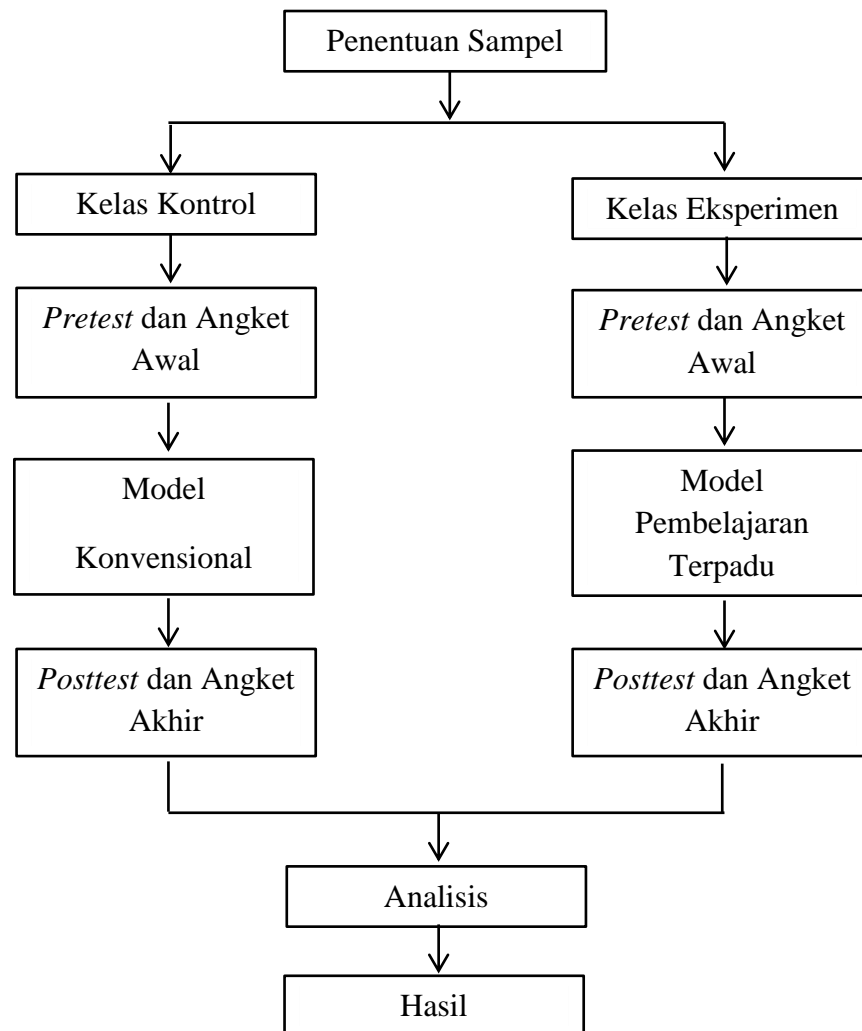 Penentuan Sampel
Kelas Kontrol
Kelas Eksperimen
Pretest dan Angket
Awal
Pretest dan Angket
Awal
Model
Konvensional
Model
Pembelajaran
Terpadu
Posttest dan Angket
Akhir
Posttest dan Angket
Akhir
Analisis
Hasil